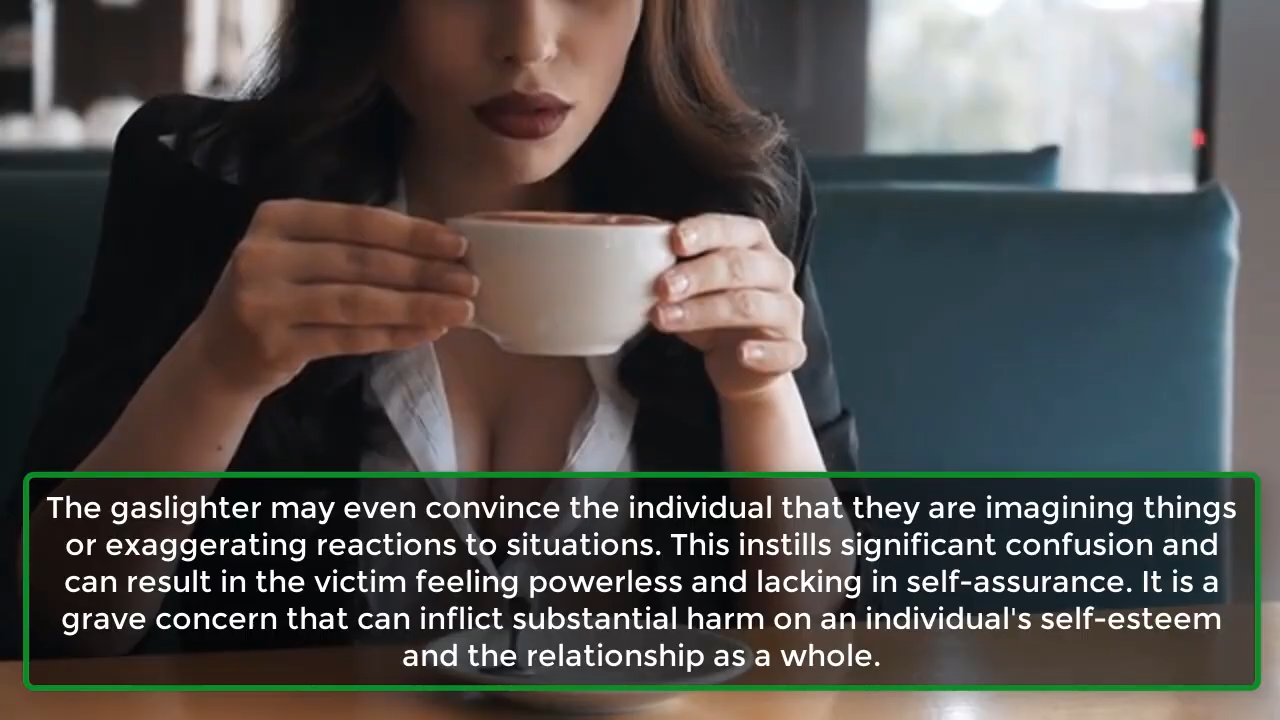 The gaslighter may even convince the individual that they are imagining things
or exaggerating reactions to situations. This instills significant confusion and
can result in the victim feeling powerless and lacking in self-assurance. It is a
grave concern that can inflict substantial harm on an individual's self-esteem
and the relationship as a whole.